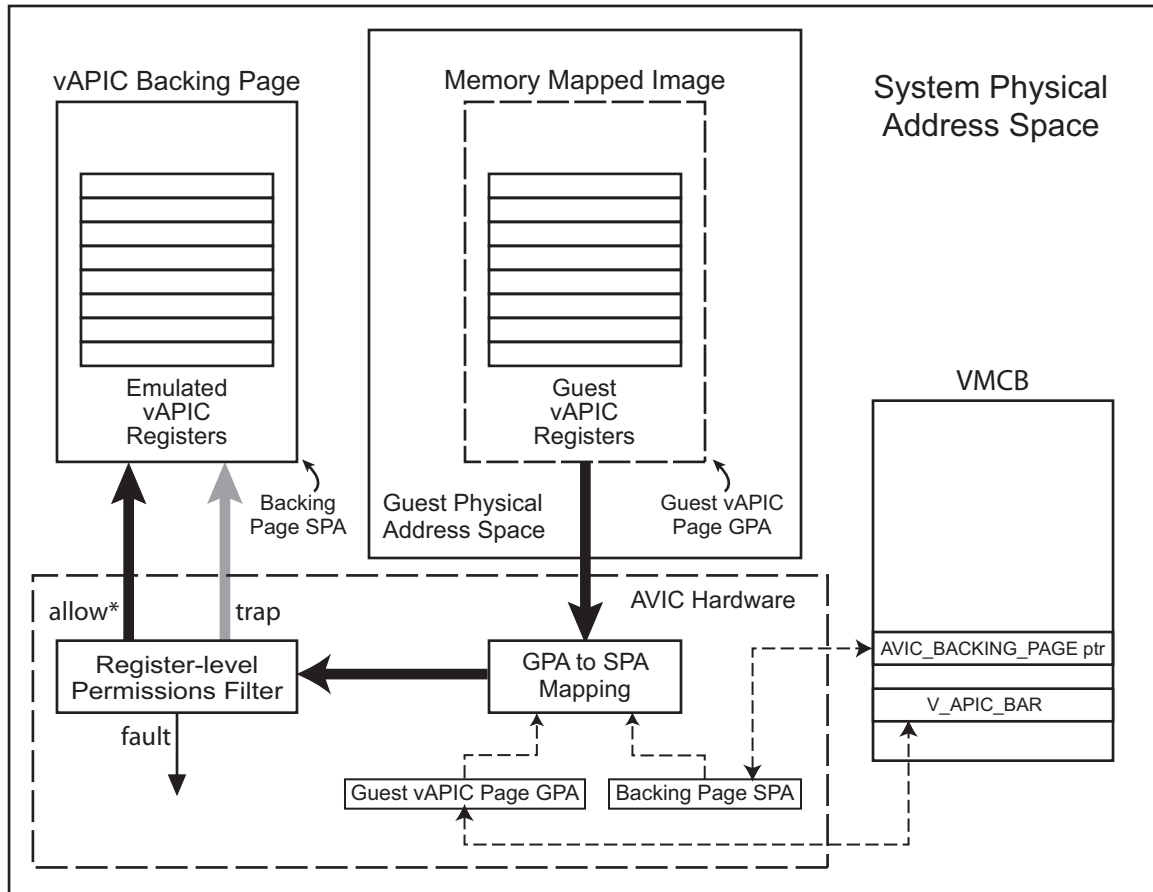 vAPIC Backing Page
Memory Mapped Image
System Physical
Address Space
Emulated
vAPIC
Registers
Guest
vAPIC
Registers
VMCB
Backing
Page SPA
Guest Physical
Address Space
Guest vAPIC
Page GPA
AVIC Hardware
allow*
trap
AVIC_BACKING_PAGE ptr
Register-level
Permissions Filter
GPA to SPA
Mapping
V_APIC_BAR
fault
Guest vAPIC Page GPA
Backing Page SPA